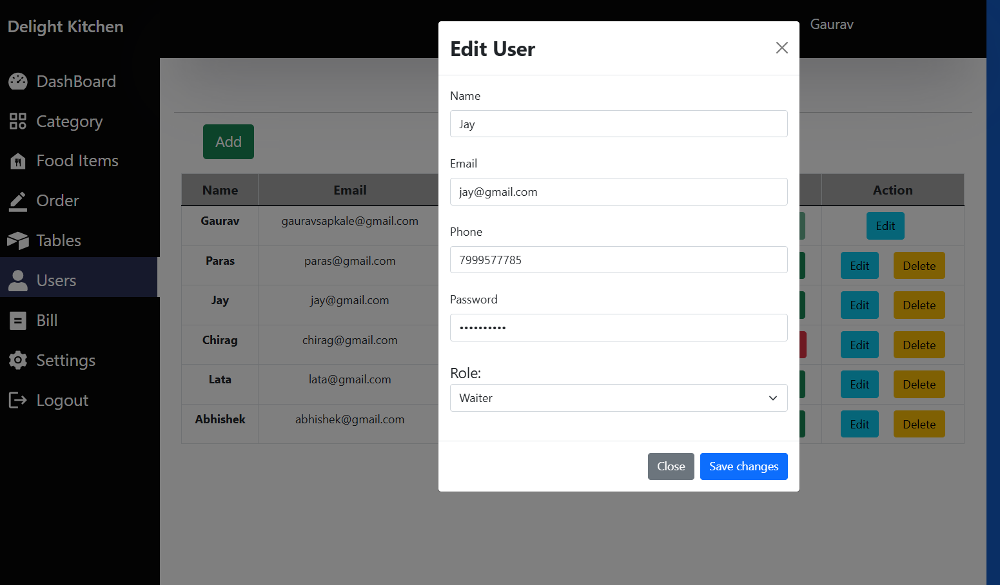 Delight Kitchen
Gaurav
DashBoard
Category
Food Items
Order
Tables
Users
Bill
Settings
Logout
Add
Name Email Action
Gaurav gauravsapkale@gmail.com Edit
Paras paras@gmail.com Edit Delete
Jay jay@gmail.com Edit Delete
Chirag chirag@gmail.com Edit Delete
Lata lata@gmail.com Edit Delete
Abhishek abhishek@gmail.com Edit Delete
Edit User
Name
Jay
Email
jay@gmail.com
Phone
7999577785
Password
••••••••••
Role:
Waiter
Close Save changes